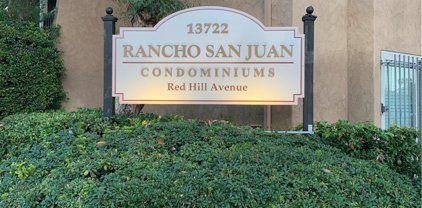 13722
RANCHO SAN JUAN
CONDOMINIUMS
Red Hill Avenue